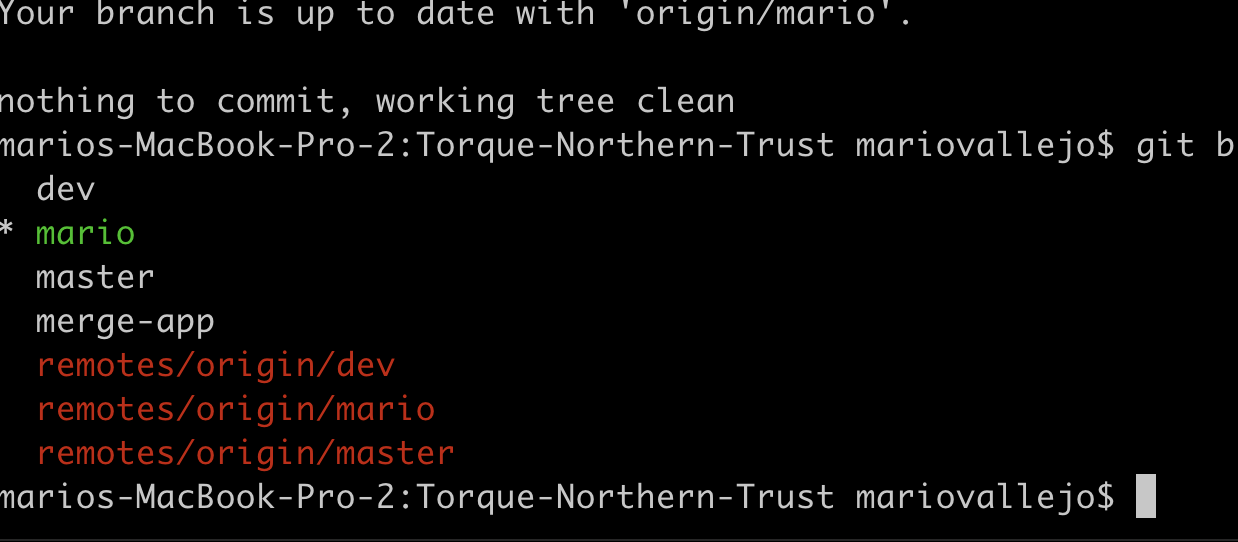 Your branch is up to date with 'origin/mario'.
nothing to commit, working tree clean
marios-MacBook-Pro-2:Torque-Northern-Trust mariovallejo$ git b
dev
* mario
master
merge-app
remotes/origin/dev
remotes/origin/mario
remotes/origin/master
marios-MacBook-Pro-2:Torque-Northern-Trust mariovallejo$